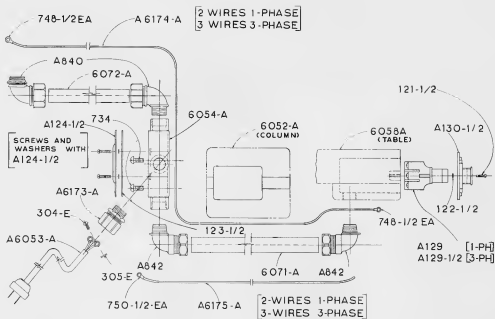 748-1/2 EA
A6174-A
[2 WIRES 1-PHASE]
[3 WIRES 3-PHASE]
A840
6072-A
6054-A
121-1/2
A124-1/2
734
6052-A
(COLUMN)
6058A
(TABLE)
A130-1/2
[SCREWS AND
WASHERS WITH
A124-1/2]
A6173-A
304-E
123-1/2
748-1/2 EA
122-1/2
A6053-A
A129 [1-PH]
A129-1/2 [3-PH]
305-E
A842
6071-A
A842
750-1/2-EA
A6175-A
[2-WIRES 1-PHASE]
[3-WIRES 3-PHASE]